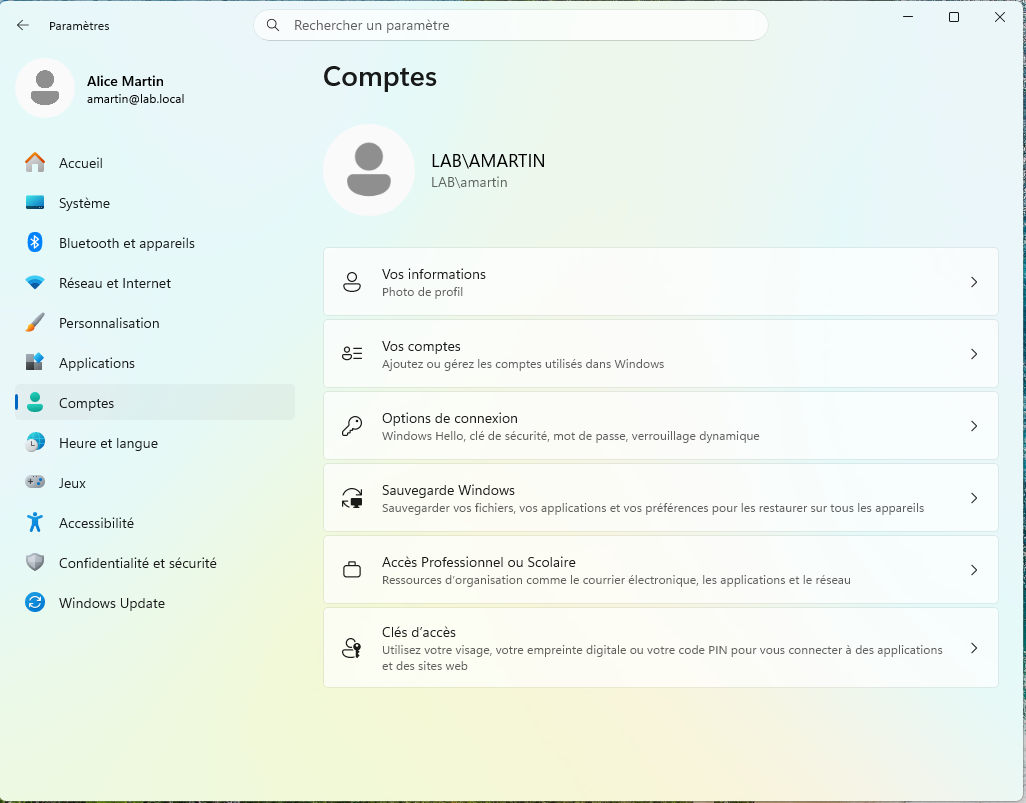 Paramètres
Rechercher un paramètre
Alice Martin
amartin@lab.local
Accueil
Système
Bluetooth et appareils
Réseau et Internet
Personnalisation
Applications
Comptes
Heure et langue
Jeux
Accessibilité
Confidentialité et sécurité
Windows Update
Comptes
LAB\AMARTIN
LAB\amartin
Vos informations
Photo de profil
Vos comptes
Ajoutez ou gérez les comptes utilisés dans Windows
Options de connexion
Windows Hello, clé de sécurité, mot de passe, verrouillage dynamique
Sauvegarde Windows
Sauvegarder vos fichiers, vos applications et vos préférences pour les restaurer sur tous les appareils
Accès Professionnel ou Scolaire
Ressources d’organisation comme le courrier électronique, les applications et le réseau
Clés d’accès
Utilisez votre visage, votre empreinte digitale ou votre code PIN pour vous connecter à des applications
et des sites web